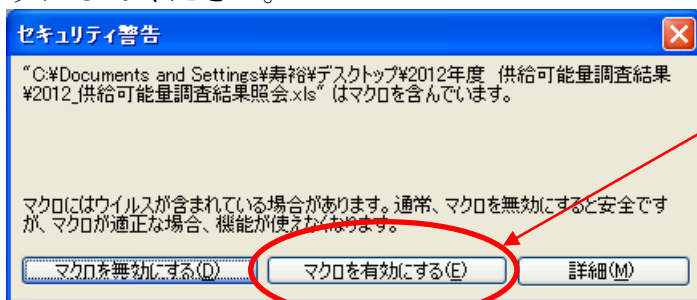 セキュリティ警告
“C:¥Documents and Settings¥寿裕¥デスクトップ¥2012年度_供給可能量調査結果
¥2012_供給可能量調査結果照会.xls” はマクロを含んでいます。
マクロにはウイルスが含まれている場合があります。通常、マクロを無効にすると安全です
が、マクロが適正な場合、機能が使えなくなります。
マクロを無効にする(D)
マクロを有効にする(E)
詳細(M)